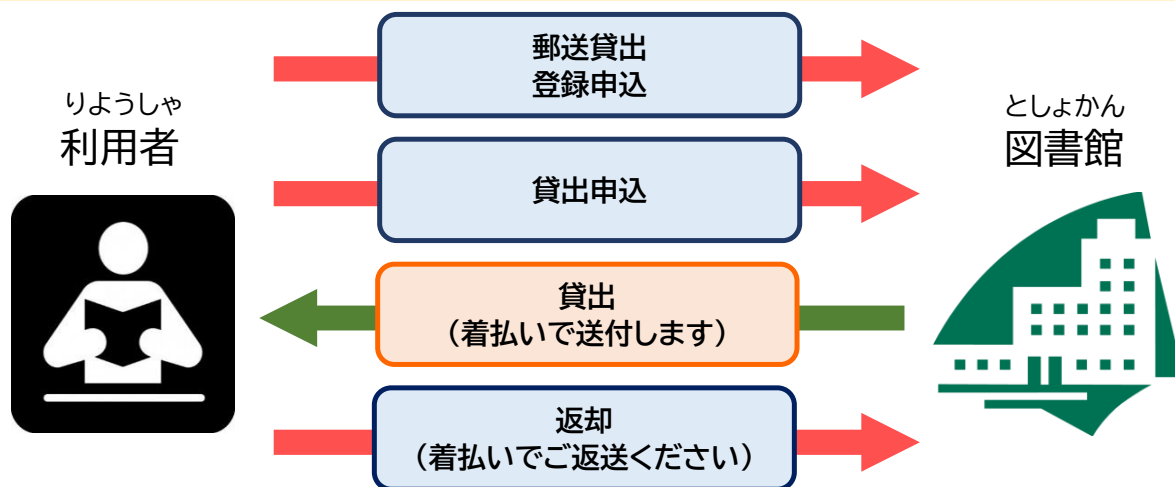 りようしゃ
利用者
郵送貸出
登録申込
貸出申込
貸出
（着払いで送付します）
返却
（着払いでご返送ください）
としょかん
図書館